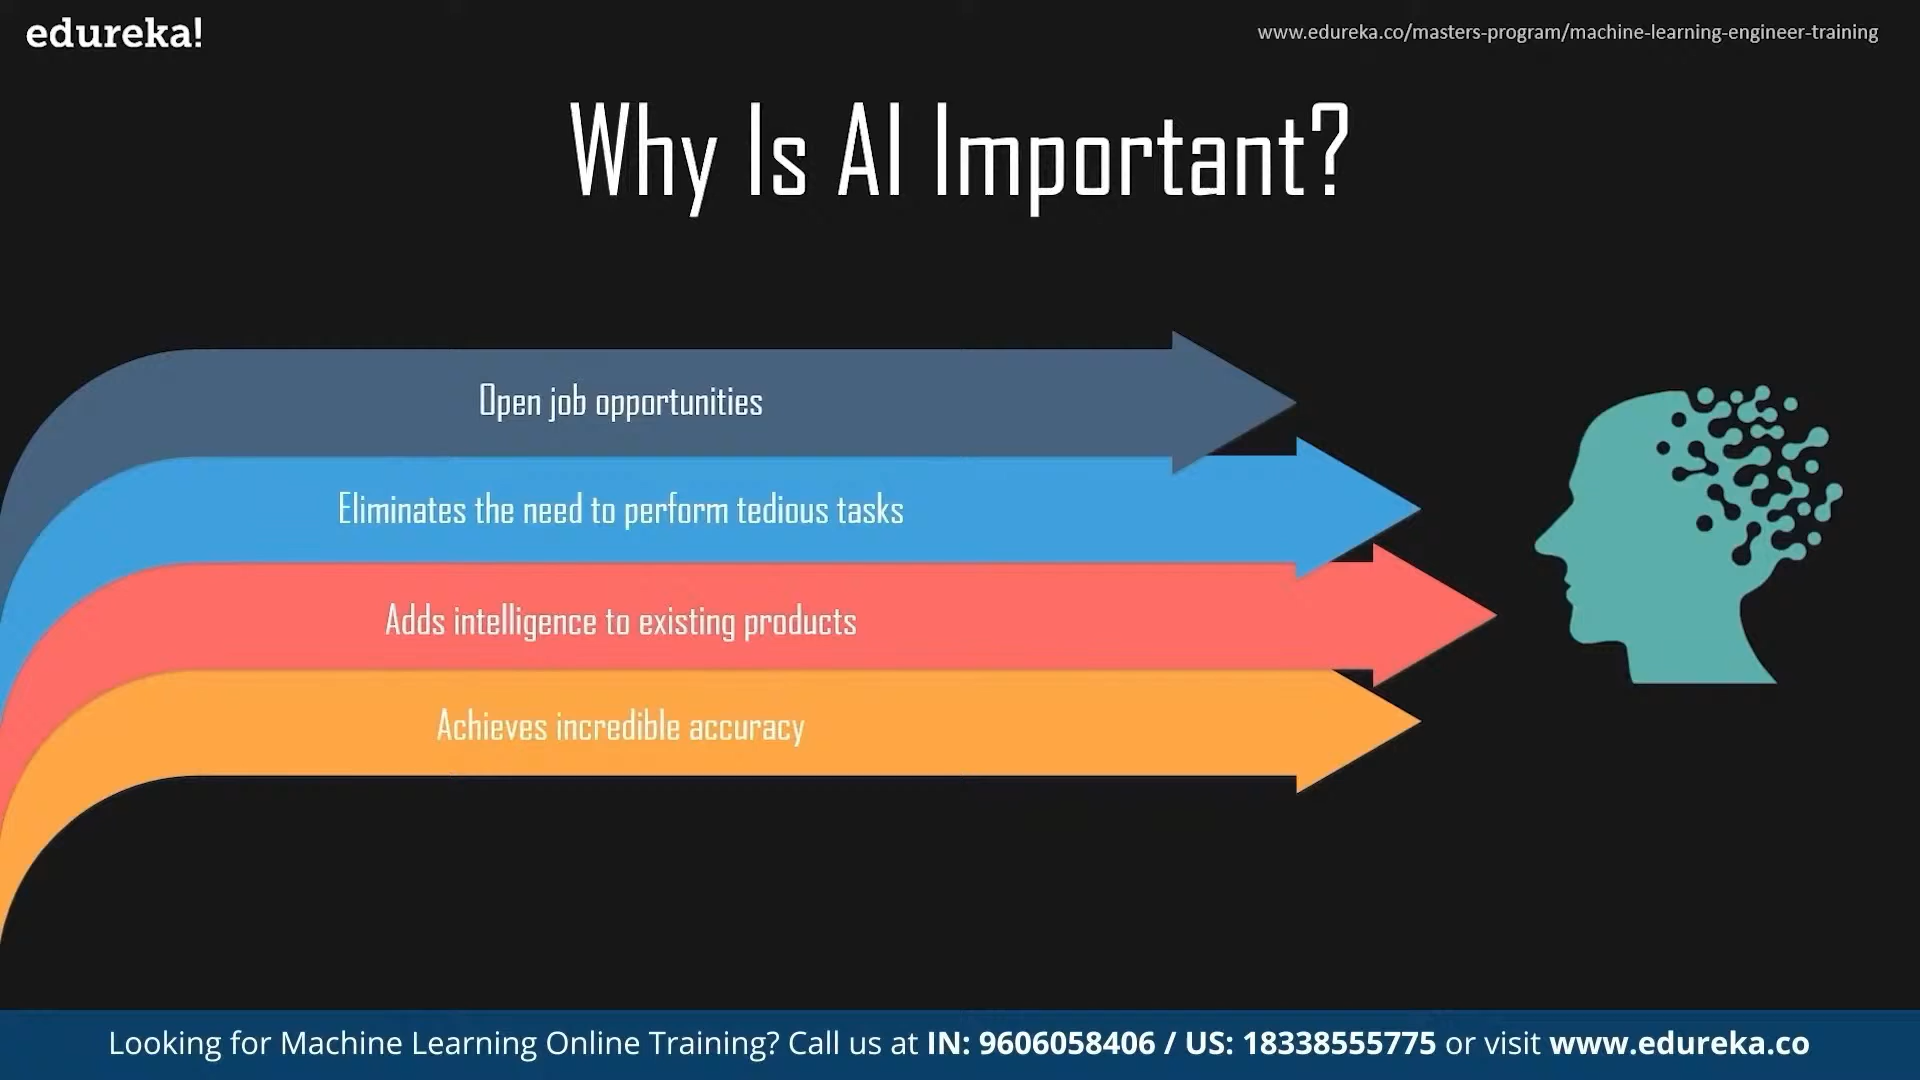 edureka!
www.edureka.co/masters-program/machine-learning-engineer-training
Why Is AI Important?
Open job opportunities
Eliminates the need to perform tedious tasks
Adds intelligence to existing products
Achieves incredible accuracy
Looking for Machine Learning Online Training? Call us at IN: 9606058406 / US: 18338555775 or visit www.edureka.co